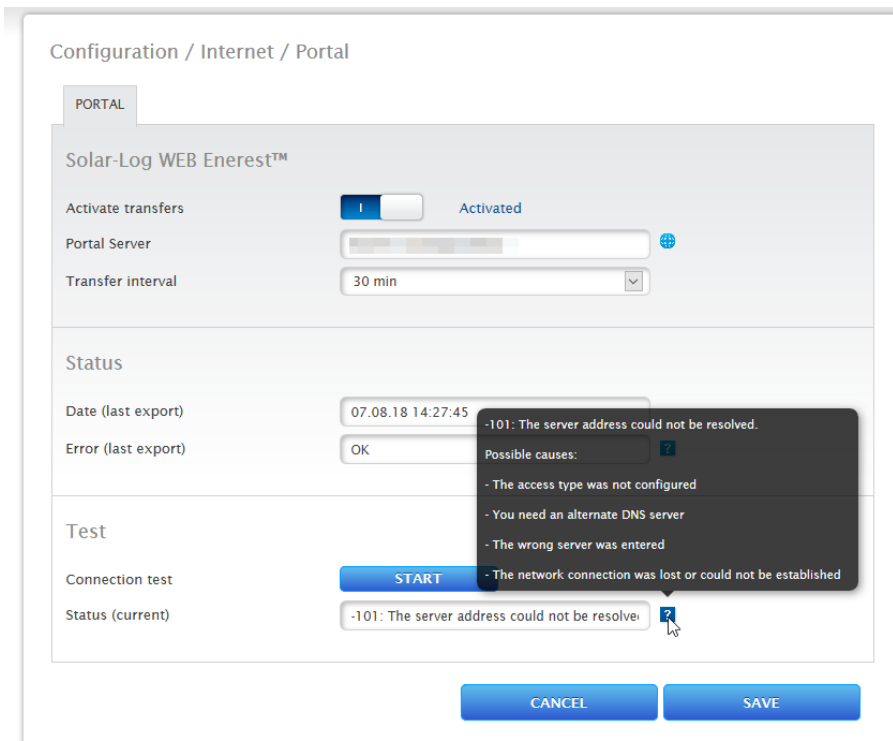 Configuration / Internet / Portal
PORTAL
Solar-Log WEB Enerest™
Activate transfers I Activated
Portal Server
Transfer interval 30 min
Status
Date (last export) 07.08.18 14:27:45
Error (last export) OK ?
-101: The server address could not be resolved.
Possible causes:
- The access type was not configured
- You need an alternate DNS server
- The wrong server was entered
- The network connection was lost or could not be established
Test
Connection test START
Status (current) -101: The server address could not be resolve ?
CANCEL SAVE